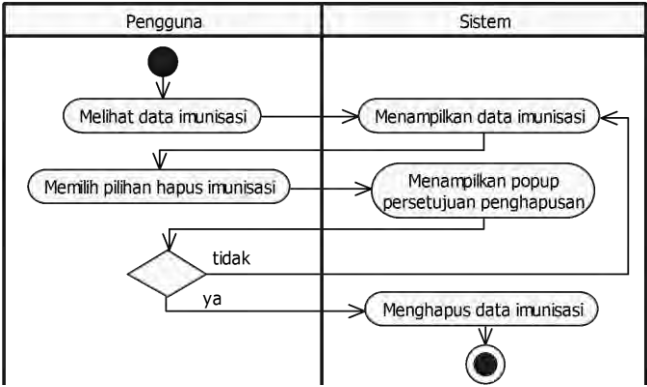 Pengguna
Sistem
Melihat data imunisasi
Menampilkan data imunisasi
Memilih pilihan hapus imunisasi
Menampilkan popup
persetujuan penghapusan
tidak
ya
Menghapus data imunisasi